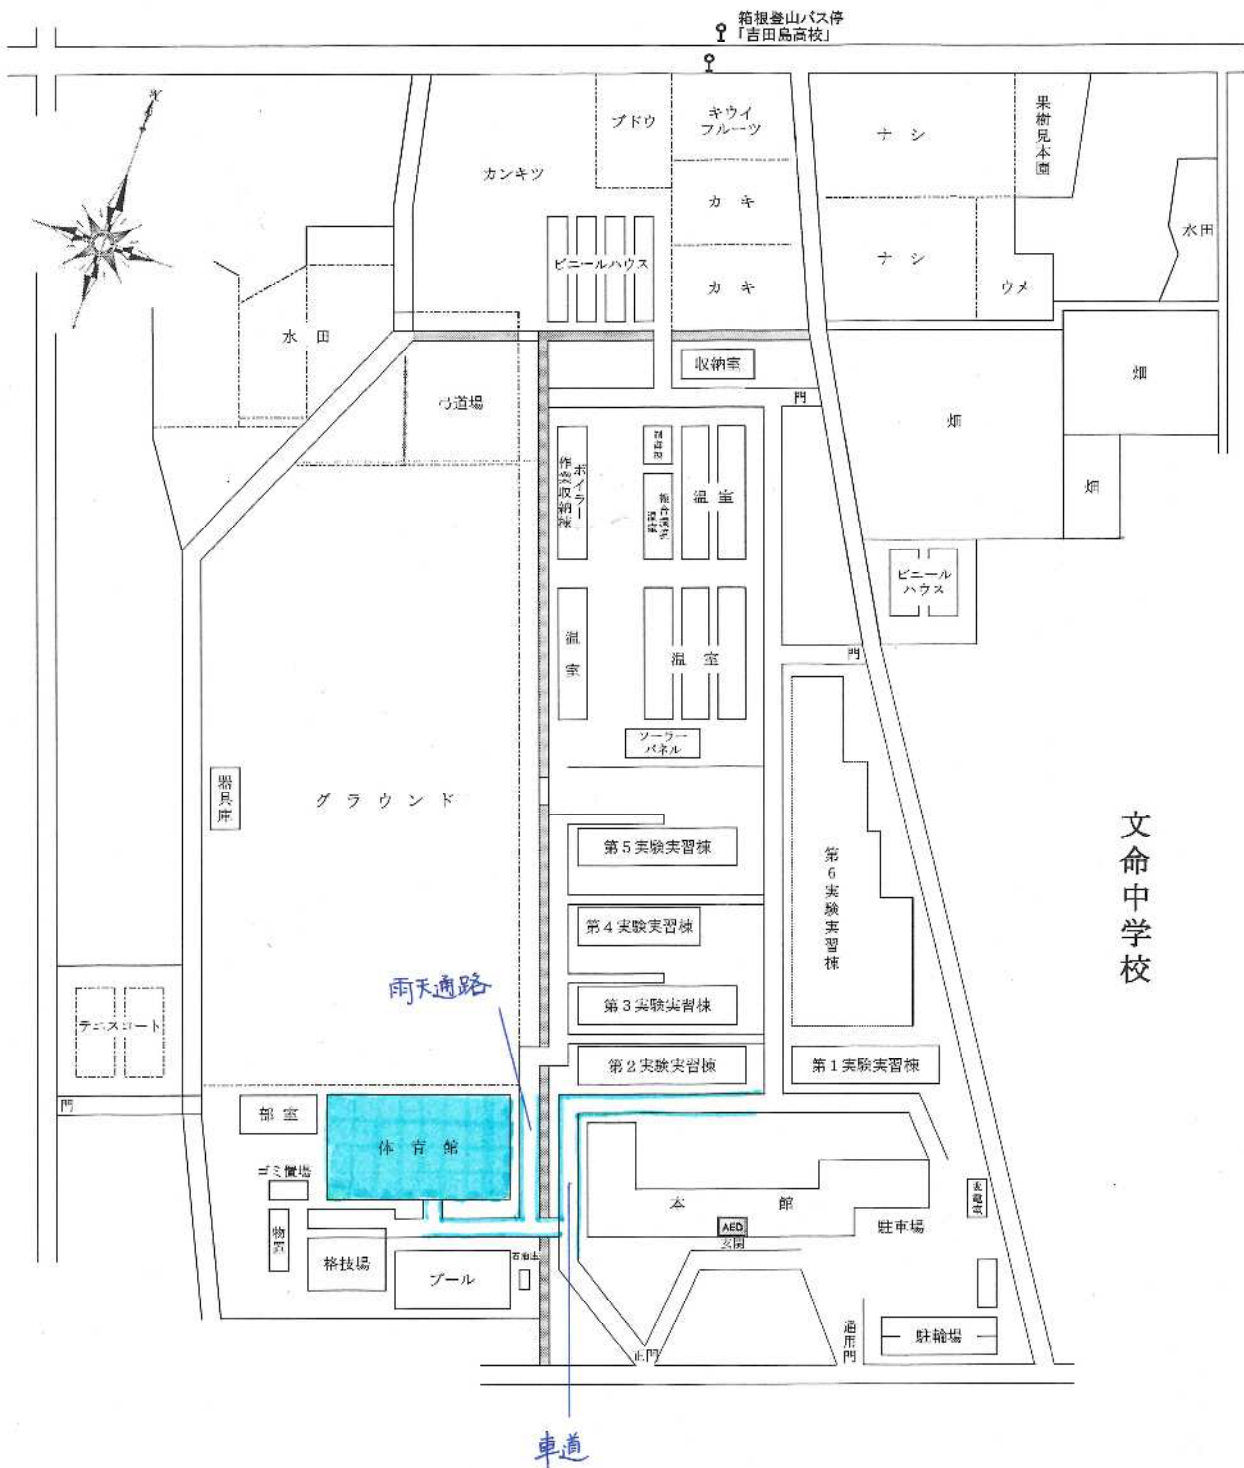 箱根登山バス停
「吉田島高校」
ブドウ
キウイ
フルーツ
ナ シ
果樹見本園
カンキツ
カ キ
水田
ビニールハウス
カ キ
ナ シ
ウメ
水 田
収納室
畑
弓道場
門
畑
ボイラー
作業収納棟
温 室
畑
ビニール
ハウス
温室
温 室
門
ソーラー
パネル
器具庫
グ ラ ウ ン ド
第5実験実習棟
第6実験実習棟
文命中学校
第4実験実習棟
雨天通路
第3実験実習棟
テニスコート
第2実験実習棟
第1実験実習棟
門
部 室
体 育 館
ゴミ置場
物置
本 館
AED
玄関
駐車場
格技場
プール
正門
通用門
駐輪場
車道